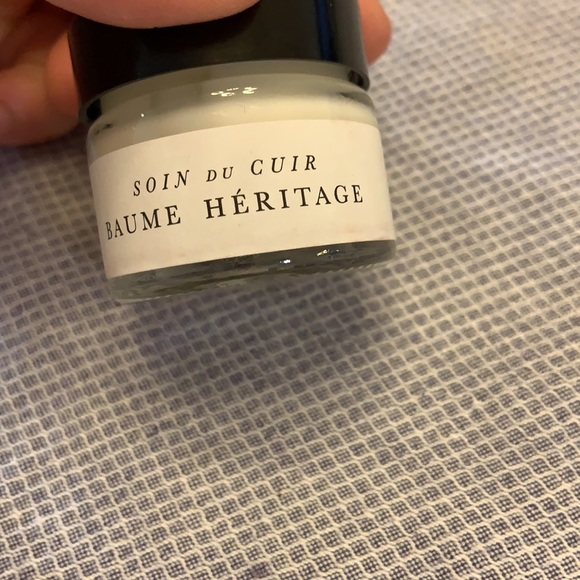 SOIN DU CUIR
BAUME HÉRITAGE